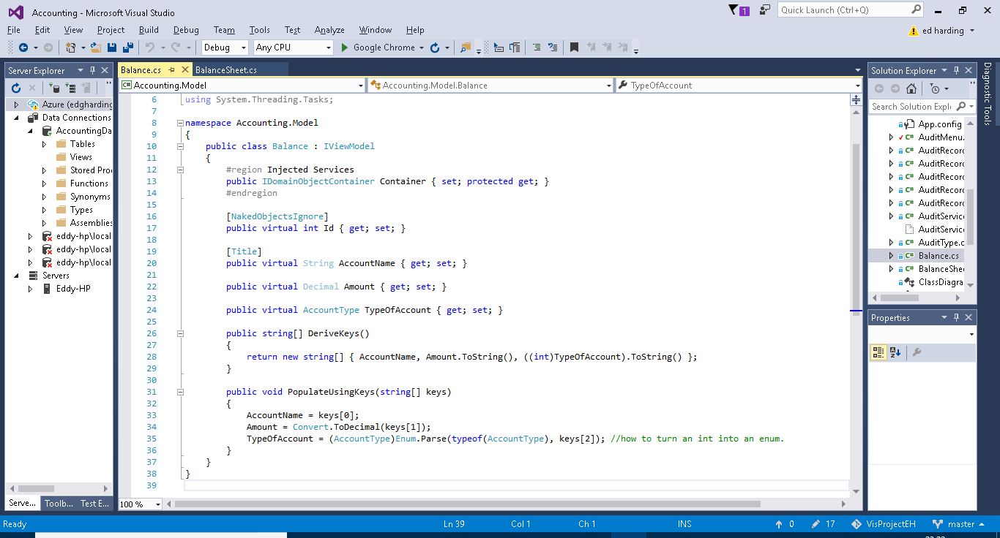 Accounting - Microsoft Visual Studio
1
Quick Launch (Ctrl+Q)
File Edit View Project Build Debug Team Tools Test Analyze Window Help
ed harding
Debug
Any CPU
Google Chrome
Server Explorer
Azure (edgharding
Data Connections
AccountingDa
Tables
Views
Stored Pro
Functions
Synonyms
Types
Assemblies
eddy-hp\local
eddy-hp\local
eddy-hp\local
Servers
Eddy-HP
Serve... Toolb... Test E...
Balance.cs BalanceSheet.cs
C# Accounting.Model
Accounting.Model.Balance
TypeOfAccount
6 using System.Threading.Tasks;
7
8 namespace Accounting.Model
9 {
10 public class Balance : IViewModel
11 {
12 #region Injected Services
13 public IDomainObjectContainer Container { set; protected get; }
14 #endregion
15
16 [NakedObjectsIgnore]
17 public virtual int Id { get; set; }
18
19 [Title]
20 public virtual String AccountName { get; set; }
21
22 public virtual Decimal Amount { get; set; }
23
24 public virtual AccountType TypeOfAccount { get; set; }
25
26 public string[] DeriveKeys()
27 {
28 return new string[] { AccountName, Amount.ToString(), ((int)TypeOfAccount).ToString() };
29 }
30
31 public void PopulateUsingKeys(string[] keys)
32 {
33 AccountName = keys[0];
34 Amount = Convert.ToDecimal(keys[1]);
35 TypeOfAccount = (AccountType)Enum.Parse(typeof(AccountType), keys[2]); //how to turn an int into an enum.
36 }
37 }
38 }
39
100 %
Solution Explorer
Search Solution Explo
App.config
C# AuditMenu.
C# AuditRecord
C# AuditRecord
C# AuditRecord
C# AuditRecord
C# AuditRecord
C# AuditService
AuditService
C# AuditType.c
C# Balance.cs
C# BalanceShee
ClassDiagra
Properties
Diagnostic Tools
Ready
Ln 39 Col 1 Ch 1 INS
0 17 VisProjectEH master